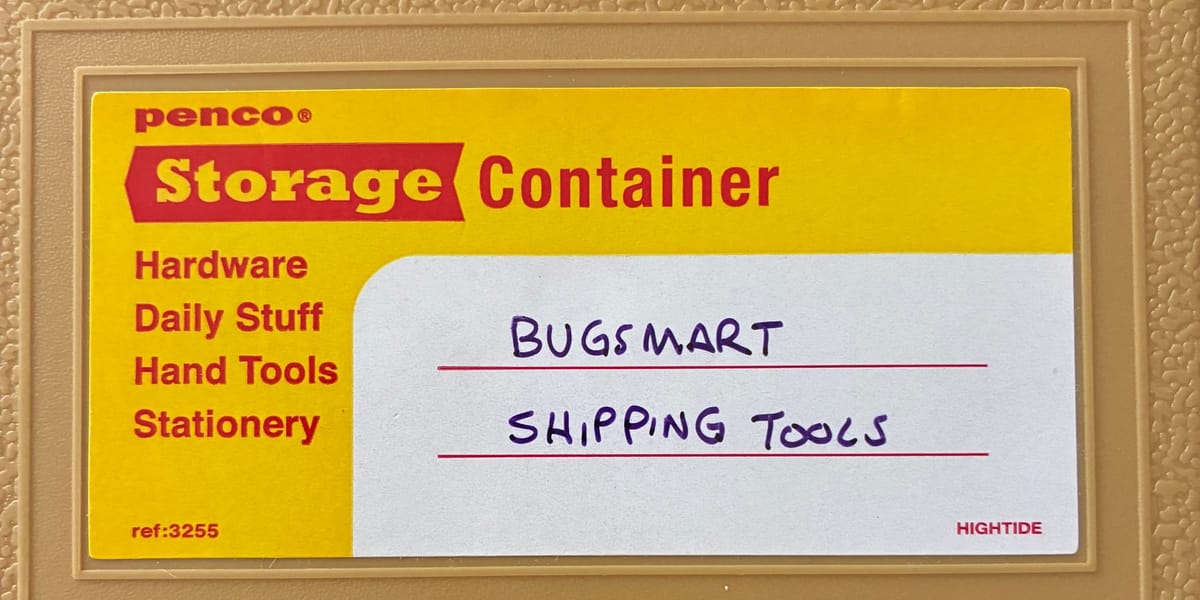 penco®
Storage Container
Hardware
Daily Stuff
Hand Tools
Stationery
BUGSMART
SHIPPING TOOLS
ref:3255
HIGHTIDE